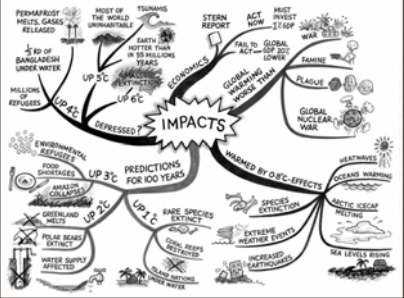 PERMAFROST
MELTS, GASES
RELEASED
MOST OF
THE WORLD
UNINHABITABLE
TSUNAMIS
EARTH
HOTTER THAN
IN 55 MILLIONS
YEARS
MASS
EXTINCTION
1/3RD OF
BANGLADESH
UNDER WATER
MILLIONS
OF
REFUGEES
UP 4°C
UP 5°C
UP 6°C
DEPRESSED?
STERN
REPORT
ACT
NOW
MUST
INVEST
1% GDP
FAIL TO
ACT
GLOBAL
GDP 20%
LOWER
ECONOMICS
GLOBAL
WARMING
WORSE THAN
FAMINE
PLAGUE
GLOBAL
NUCLEAR
WAR
IMPACTS
ENVIRONMENTAL
REFUGEES
FOOD
SHORTAGES
AMAZON
COLLAPSES
UP 3°C
PREDICTIONS
FOR 100 YEARS
GREENLAND
MELTS
POLAR BEARS
EXTINCT
WATER SUPPLY
AFFECTED
UP 2°C
UP 1°C
RARE SPECIES
EXTINCT
CORAL REEFS
DESTROYED
ISLAND NATIONS
UNDER WATER
WARMED BY 0.8°C-EFFECTS
HEATWAVES
OCEANS WARMING
ARCTIC ICECAP
MELTING
SEA LEVELS RISING
SPECIES
EXTINCTION
EXTREME
WEATHER EVENTS
INCREASED
EARTHQUAKES